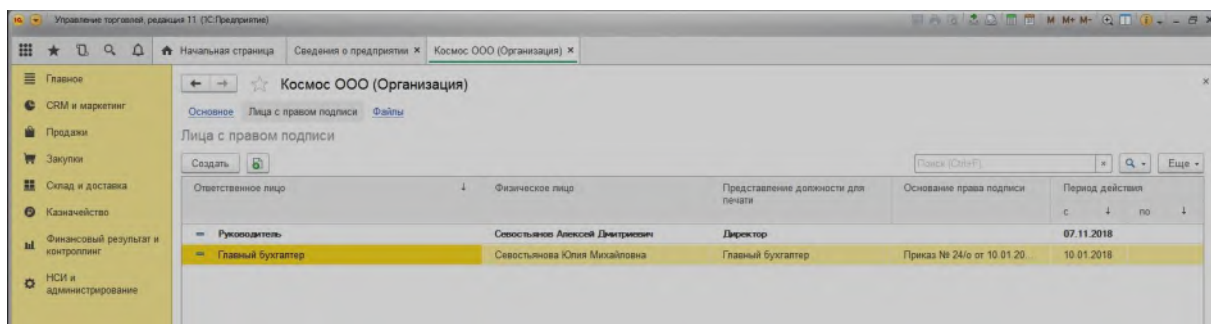 Управление торговлей, редакция 11 (1С:Предприятие)
M M+ M-
Начальная страница
Сведения о предприятии ×
Космос ООО (Организация) ×
Главное
CRM и маркетинг
Продажи
Закупки
Склад и доставка
Казначейство
Финансовый результат и
контроллинг
НСИ и
администрирование
Космос ООО (Организация)
Основное Лица с правом подписи Файлы
Лица с правом подписи
Создать
Поиск (Ctrl+F)
Еще
Ответственное лицо ↓ Физическое лицо Представление должности для Основание права подписи Период действия
печати
с ↓ по ↓
Руководитель Севостьянов Алексей Дмитриевич Директор 07.11.2018
Главный бухгалтер Севостьянова Юлия Михайловна Главный бухгалтер Приказ № 24/о от 10.01.20... 10.01.2018